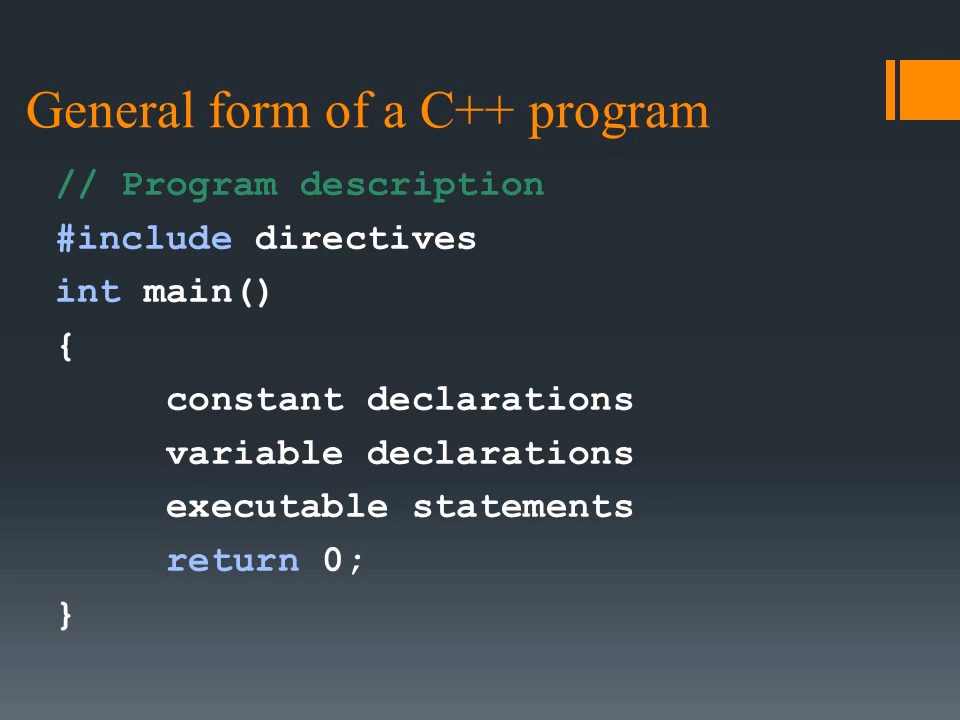 General form of a C++ program
// Program description
#include directives
int main()
{
constant declarations
variable declarations
executable statements
return 0;
}